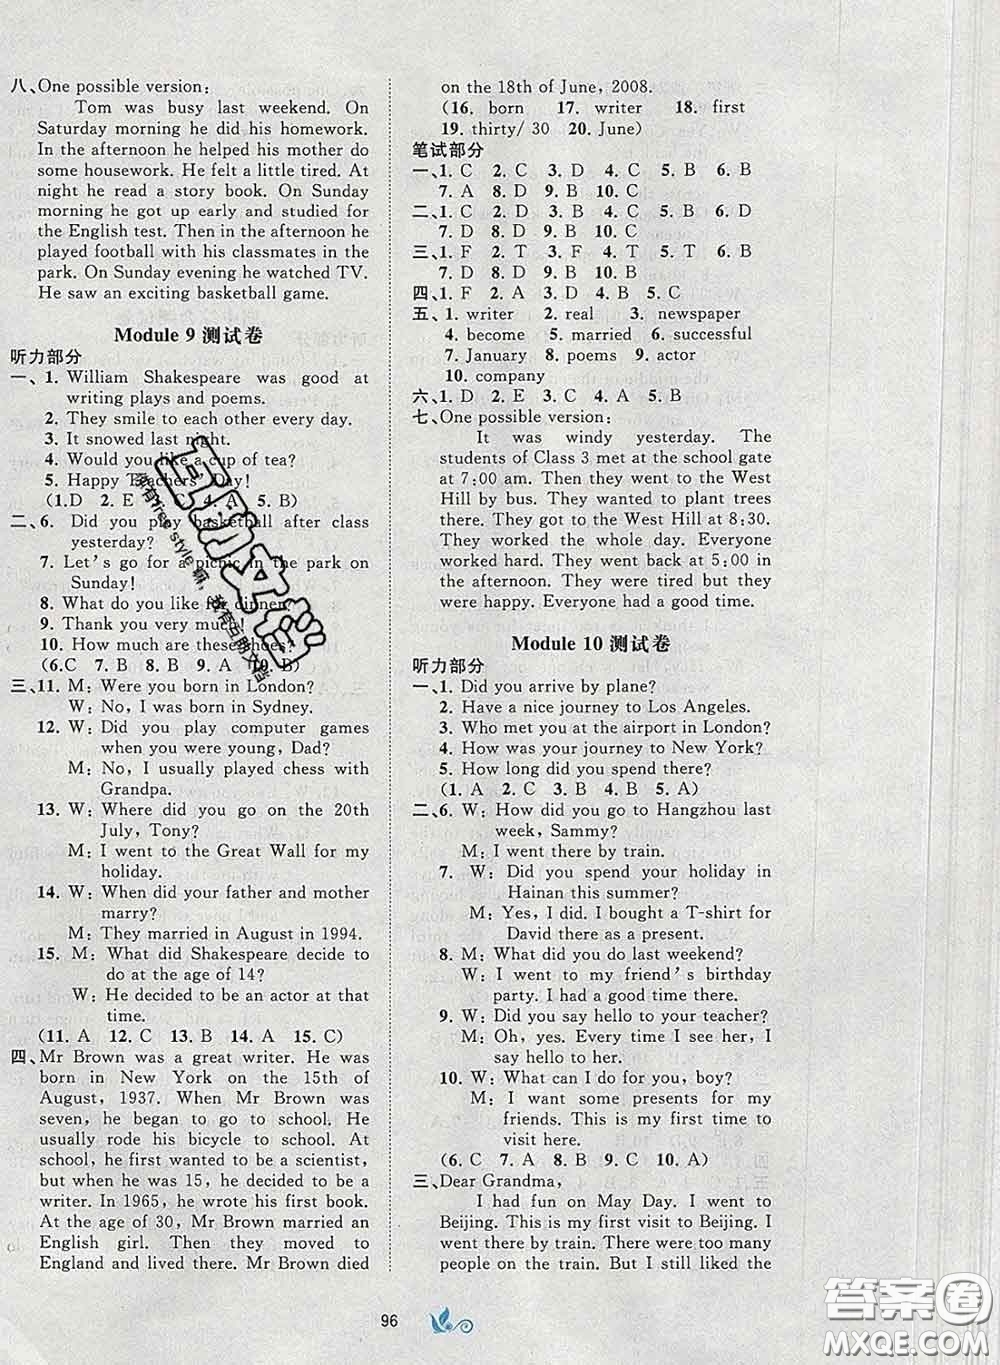 八、One possible version:
Tom was busy last weekend. On
Saturday morning he did his homework.
In the afternoon he helped his mother do
some housework. He felt a little tired. At
night he read a story book. On Sunday
morning he got up early and studied for
the English test. Then in the afternoon he
played football with his classmates in the
park. On Sunday evening he watched TV.
He saw an exciting basketball game.
Module 9 测试卷
听力部分
一、1. William Shakespeare was good at
writing plays and poems.
2. They smile to each other every day.
3. It snowed last night.
4. Would you like a cup of tea?
5. Happy Teachers' Day!
(1. D 2. E 3. C 4. A 5. B)
二、6. Did you play basketball after class
yesterday?
7. Let's go for a picnic in the park on
Sunday!
8. What do you like for dinner?
9. Thank you very much!
10. How much are these shoes?
(6. C 7. B 8. B 9. A 10. B)
三、11. M: Were you born in London?
W: No, I was born in Sydney.
12. W: Did you play computer games
when you were young, Dad?
M: No, I usually played chess with
Grandpa.
13. W: Where did you go on the 20th
July, Tony?
M: I went to the Great Wall for my
holiday.
14. W: When did your father and mother
marry?
M: They married in August in 1994.
15. M: What did Shakespeare decide to
do at the age of 14?
W: He decided to be an actor at that
time.
(11. A 12. C 13. B 14. A 15. C)
四、Mr Brown was a great writer. He was
born in New York on the 15th of
August, 1937. When Mr Brown was
seven, he began to go to school. He
usually rode his bicycle to school. At
school, he first wanted to be a scientist,
but when he was 15, he decided to be a
writer. In 1965, he wrote his first book.
At the age of 30, Mr Brown married an
English girl. Then they moved to
England and lived there. Mr Brown died
on the 18th of June, 2008.
(16. born 17. writer 18. first
19. thirty/ 30 20. June)
笔试部分
一、1. C 2. C 3. D 4. C 5. B 6. B
7. A 8. D 9. B 10. C
二、1. C 2. D 3. B 4. C 5. B 6. D
7. D 8. D 9. B 10. C
三、1. F 2. T 3. F 4. T 5. T 6. B
7. D 8. D 9. B 10. B
四、1. F 2. A 3. D 4. B 5. C
五、1. writer 2. real 3. newspaper
4. become 5. married 6. successful
7. January 8. poems 9. actor
10. company
六、1. D 2. E 3. C 4. A 5. B
七、One possible version:
It was windy yesterday. The
students of Class 3 met at the school gate
at 7:00 am. Then they went to the West
Hill by bus. They wanted to plant trees
there. They got to the West Hill at 8:30.
They worked the whole day. Everyone
worked hard. They came back at 5:00 in
the afternoon. They were tired but they
were happy. Everyone had a good time.
Module 10 测试卷
听力部分
一、1. Did you arrive by plane?
2. Have a nice journey to Los Angeles.
3. Who met you at the airport in London?
4. How was your journey to New York?
5. How long did you spend there?
(1. A 2. C 3. B 4. B 5. A)
二、6. W: How did you go to Hangzhou last
week, Sammy?
M: I went there by train.
7. W: Did you spend your holiday in
Hainan this summer?
M: Yes, I did. I bought a T-shirt for
David there as a present.
8. M: What did you do last weekend?
W: I went to my friend's birthday
party. I had a good time there.
9. W: Did you say hello to your teacher?
M: Oh, yes. Every time I see her, I
say hello to her.
10. W: What can I do for you, boy?
M: I want some presents for my
friends. This is my first time to
visit here.
(6. C 7. A 8. B 9. C 10. A)
三、Dear Grandma,
I had fun on May Day. I went to
Beijing. This is my first visit to Beijing. I
went there by train. There were too many
people on the train. But I still liked the
96
互助文档
你有free style 嘛，我有互助文档
答案圈
MXQE.COM